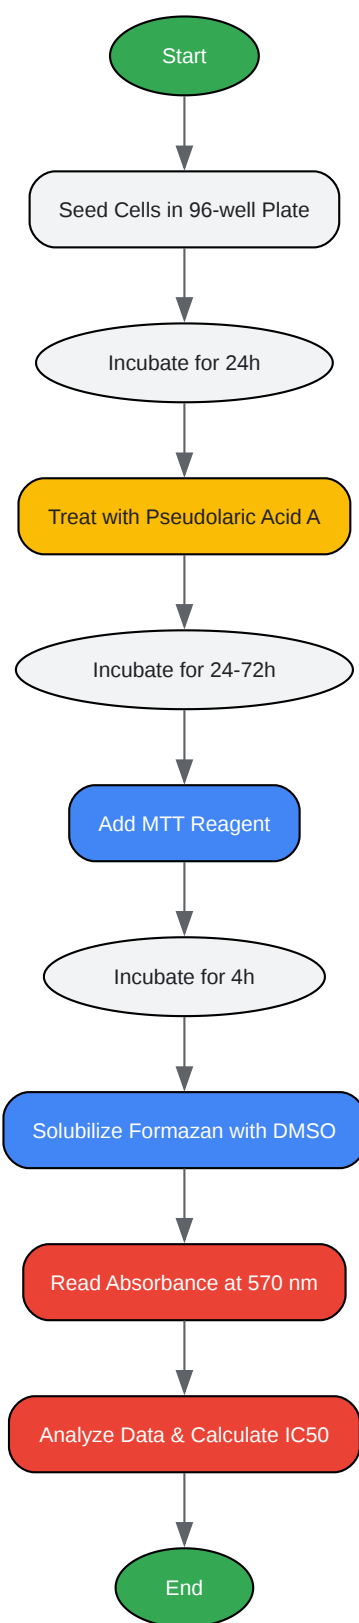 Start
Seed Cells in 96-well Plate
Incubate for 24h
Treat with Pseudolaric Acid A
Incubate for 24-72h
Add MTT Reagent
Incubate for 4h
Solubilize Formazan with DMSO
Read Absorbance at 570 nm
Analyze Data & Calculate IC50
End